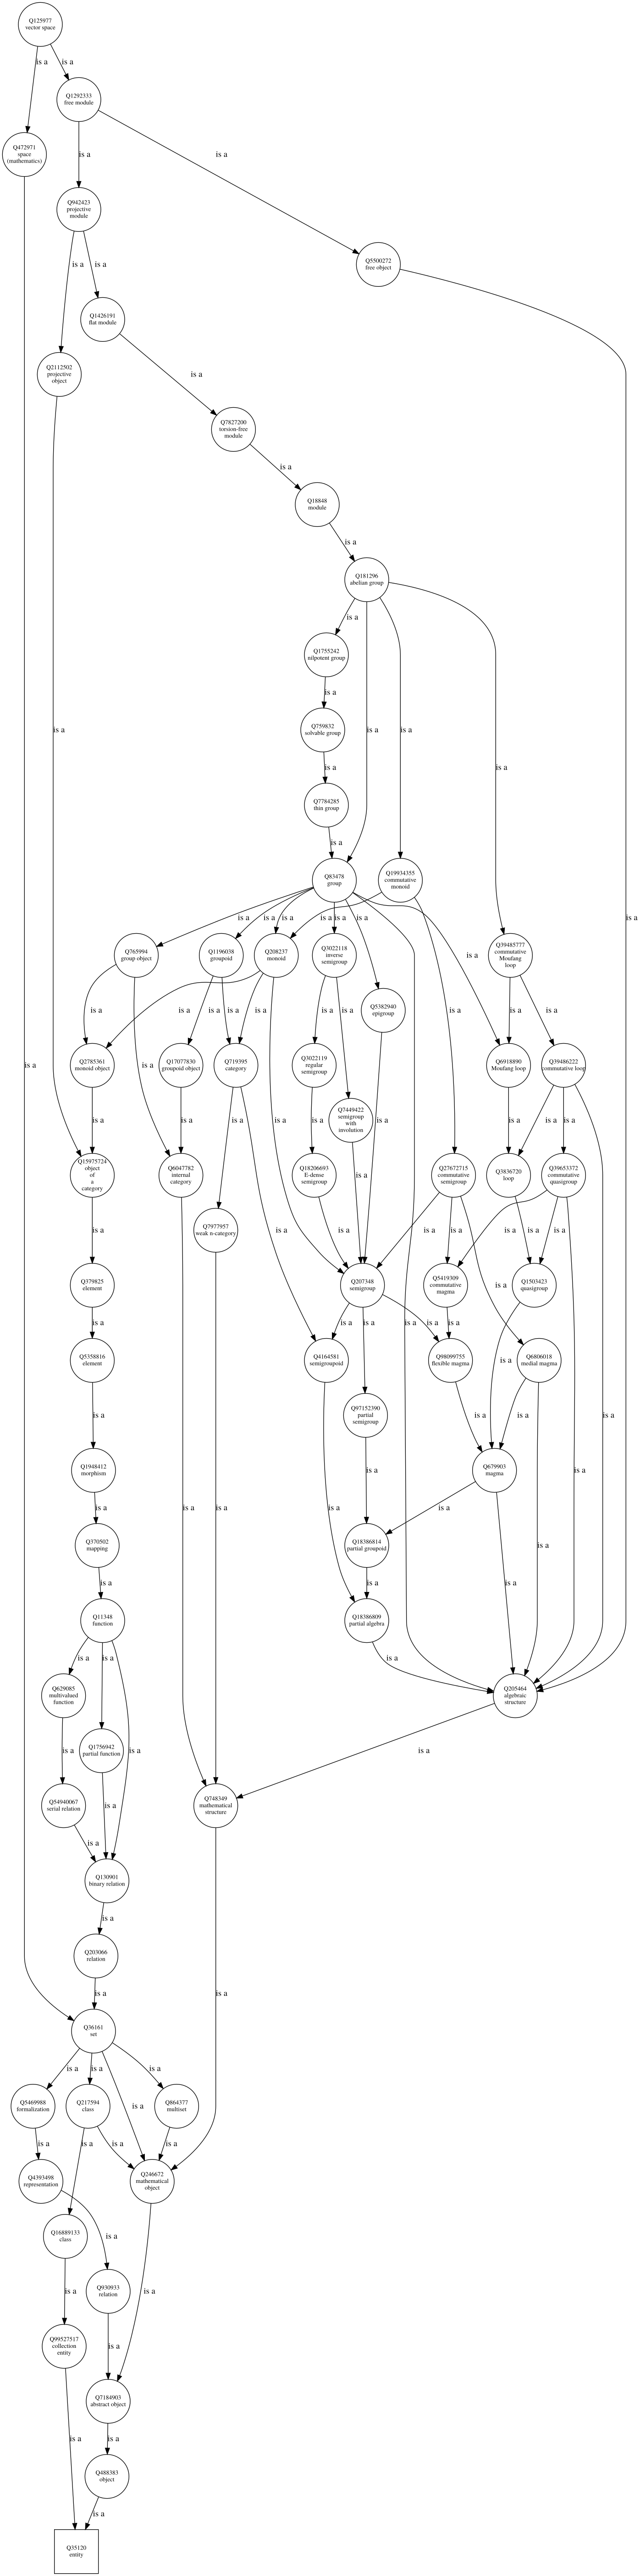 Q125977
vector space
is a
is a
Q1292333
free module
Q472971
space
(mathematics)
is a
is a
Q942423
projective
module
Q5500272
free object
is a
is a
Q1426191
flat module
Q2112502
projective
object
is a
Q7827200
torsion-free
module
is a
Q18848
module
is a
Q181296
abelian group
is a
Q1755242
nilpotent group
is a
Q759832
solvable group
is a
is a
is a
is a
is a
Q7784285
thin group
is a
Q83478
group
Q19934355
commutative
monoid
is a
is a
is a
is a
is a
is a
is a
is a
Q765994
group object
Q1196038
groupoid
Q208237
monoid
Q3022118
inverse
semigroup
is a
Q39485777
commutative
Moufang
loop
Q5382940
epigroup
is a
is a
is a
is a
is a
is a
is a
is a
is a
is a
Q2785361
monoid object
is a
Q17077830
groupoid object
Q719395
category
Q3022119
regular
semigroup
is a
Q6918890
Moufang loop
Q39486222
commutative loop
Q7449422
semigroup
with
involution
is a
is a
is a
is a
is a
is a
is a
Q15975724
object
of
a
category
Q6047782
internal
category
Q18206693
E-dense
semigroup
is a
Q27672715
commutative
semigroup
Q3836720
loop
Q39653372
commutative
quasigroup
Q7977957
weak n-category
is a
is a
is a
is a
is a
is a
is a
Q379825
element
Q207348
semigroup
Q5419309
commutative
magma
is a
Q1503423
quasigroup
is a
is a
is a
is a
is a
Q5358816
element
Q4164581
semigroupoid
Q98099755
flexible magma
is a
Q6806018
medial magma
Q97152390
partial
semigroup
is a
is a
is a
is a
is a
Q1948412
morphism
is a
Q679903
magma
is a
is a
is a
is a
is a
Q370502
mapping
Q18386814
partial groupoid
is a
is a
is a
is a
Q11348
function
Q18386809
partial algebra
is a
is a
is a
Q629085
multivalued
function
Q205464
algebraic
structure
is a
is a
Q1756942
partial function
is a
is a
Q54940067
serial relation
Q748349
mathematical
structure
Q130901
binary relation
is a
Q203066
relation
is a
is a
Q36161
set
is a
is a
is a
is a
Q5469988
formalization
Q217594
class
Q864377
multiset
is a
is a
is a
Q4393498
representation
Q246672
mathematical
object
Q16889133
class
is a
is a
is a
Q930933
relation
Q99527517
collection
entity
is a
Q7184903
abstract object
is a
is a
Q488383
object
is a
Q35120
entity